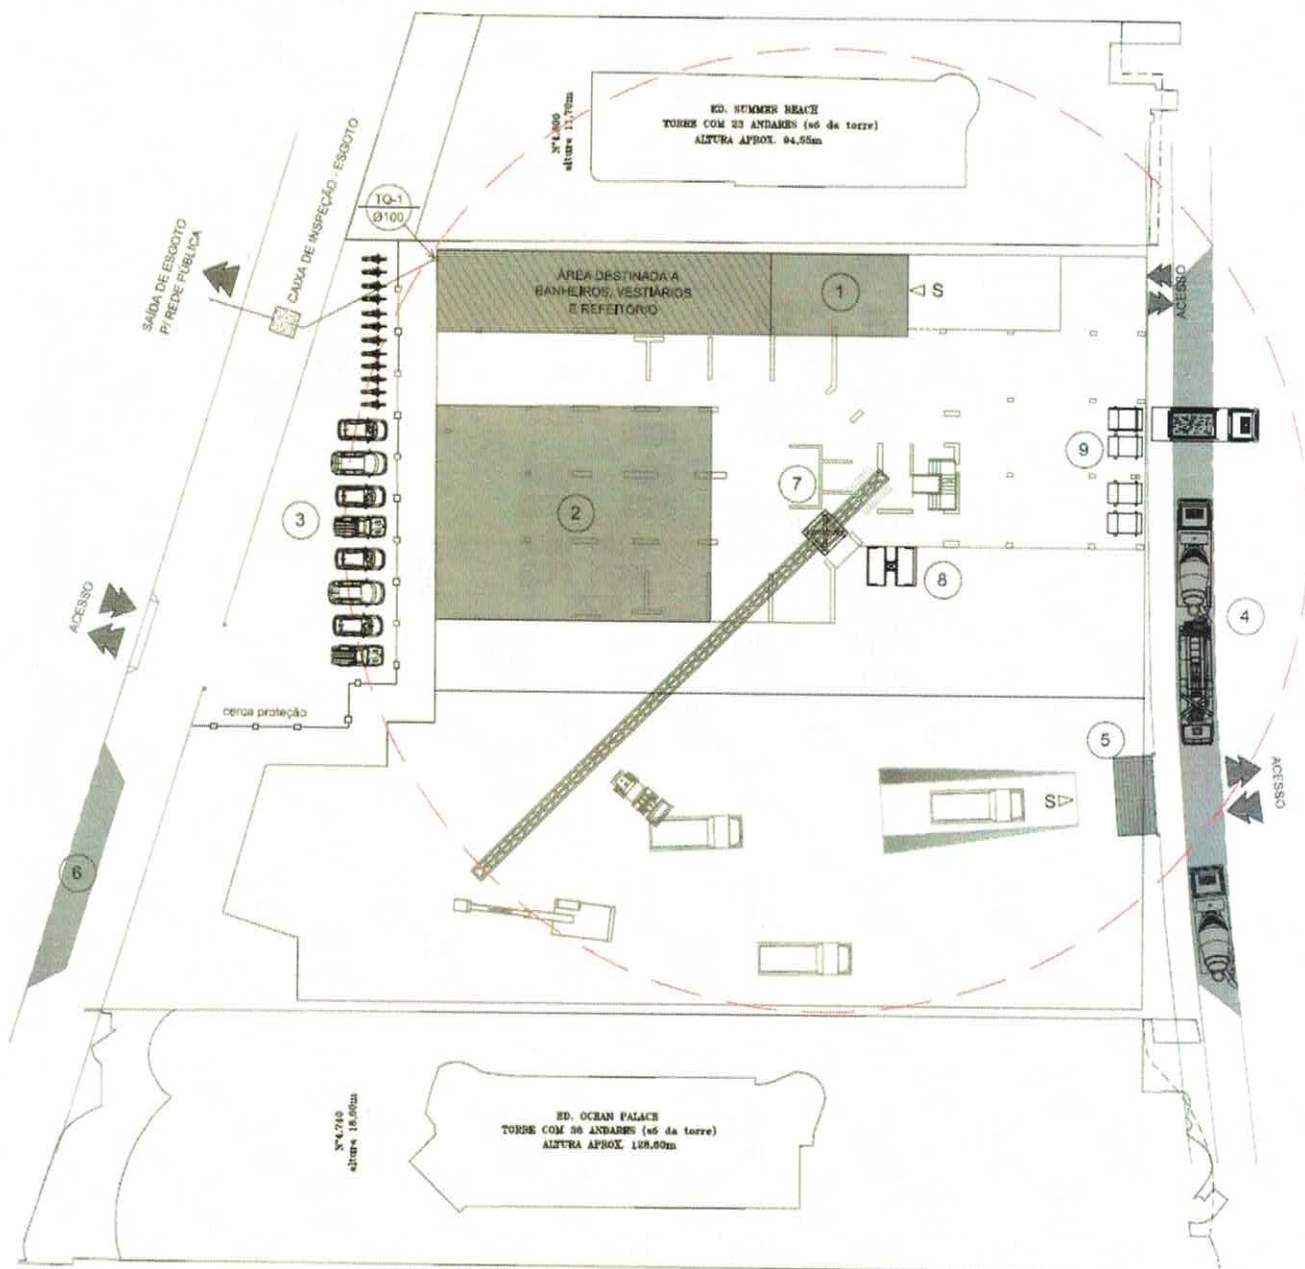 ED. SUMMER BEACH
TORRE COM 23 ANDARES (só da torre)
ALTURA APROX. 94,55m
altura 11,70m
CAIXA DE INSPEÇÃO - ESGOTO
TQ-1
Ø100
SAÍDA DE ESGOTO
P/ REDE PÚBLICA
ÁREA DESTINADA A
BANHEIROS, VESTIÁRIOS
E REFEITÓRIO
1
S
ACESSO
9
7
3
2
8
4
ACESSO
cerca proteção
5
ACESSO
S
6
Nº4.740
altura 18,60m
ED. OCEAN PALACE
TORRE COM 36 ANDARES (só da torre)
ALTURA APROX. 128,60m